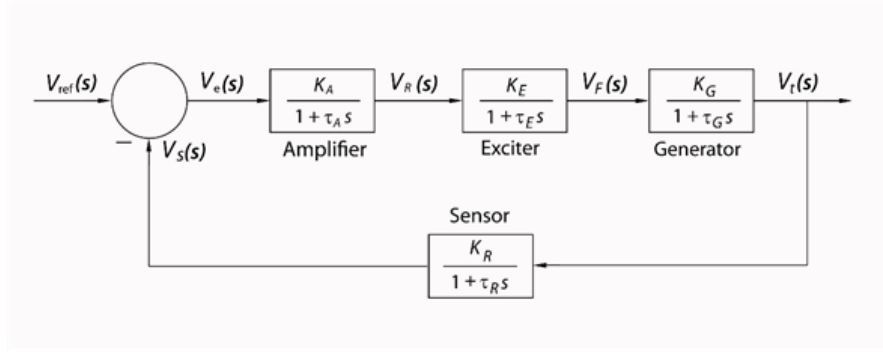 V_ref(s)
V_e(s)
K_A
1 + τ_A s
Amplifier
V_R (s)
K_E
1 + τ_E s
Exciter
V_F(s)
K_G
1 + τ_G s
Generator
V_t(s)
−
V_S(s)
Sensor
K_R
1 + τ_R s